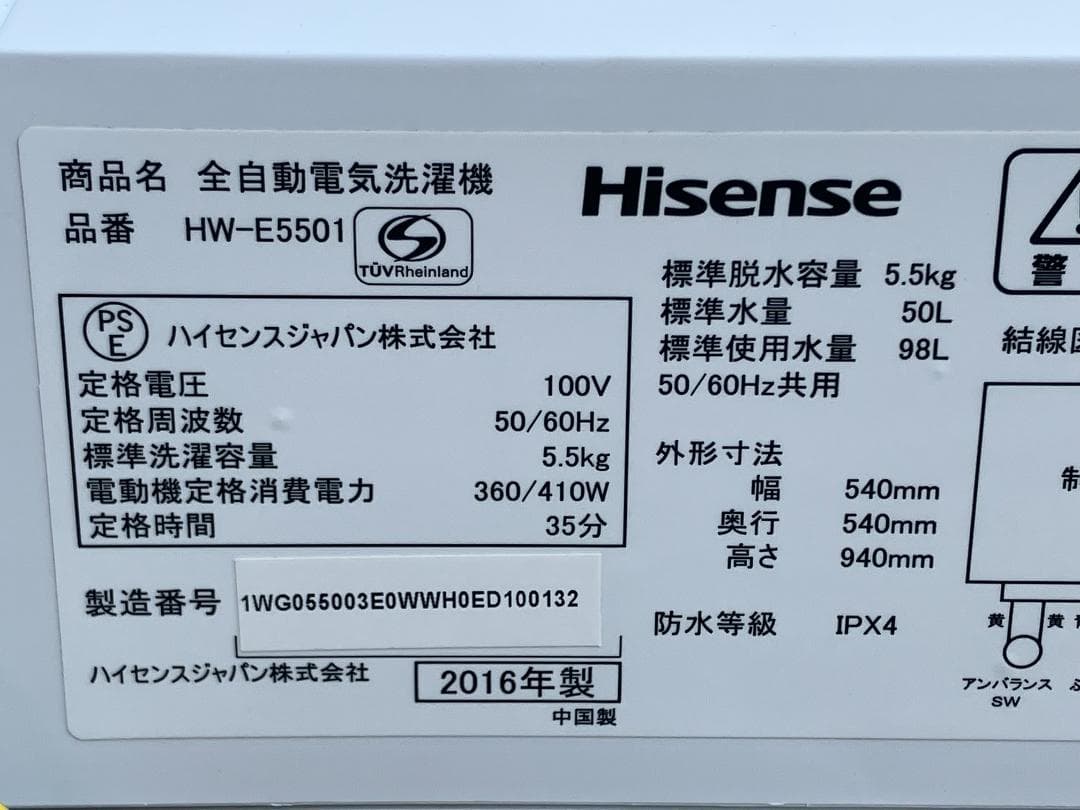 商品名 全自動電気洗濯機
品番 HW-E5501
TÜVRheinland
Hisense
PS
E
ハイセンスジャパン株式会社
定格電圧 100V
定格周波数 50/60Hz
標準洗濯容量 5.5kg
電動機定格消費電力 360/410W
定格時間 35分
製造番号 1WG055003E0WWH0ED100132
ハイセンスジャパン株式会社 2016年製
中国製
標準脱水容量 5.5kg
標準水量 50L
標準使用水量 98L
50/60Hz共用
外形寸法
幅 540mm
奥行 540mm
高さ 940mm
防水等級 IPX4
警
結線図
制
黄 黄
アンバランス
SW